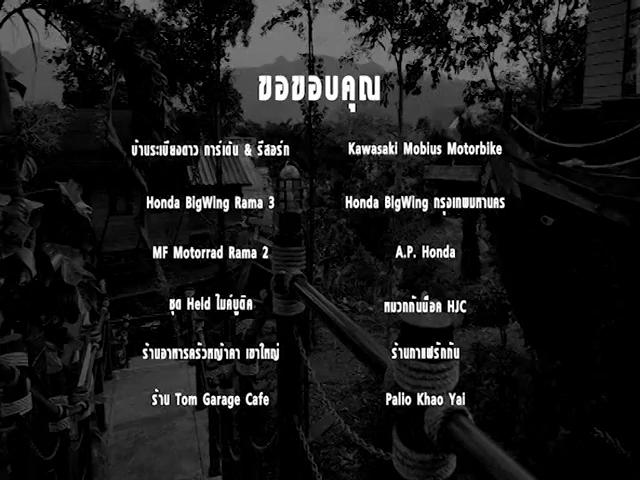 ขอขอบคุณ
บ้านระเบียงดาว การ์เด้น & รีสอร์ท
Kawasaki Mobius Motorbike
Honda BigWing Rama 3
Honda BigWing กรุงเทพมหานคร
MF Motorrad Rama 2
A.P. Honda
ชุด Held ไบค์บูติค
หมวกกันน็อค HJC
ร้านอาหารครัวหญ้าคา เขาใหญ่
ร้านกาแฟรักกัน
ร้าน Tom Garage Cafe
Palio Khao Yai